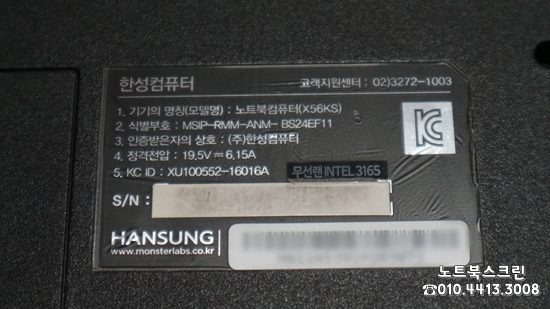 한성컴퓨터 고객지원센터 : 02)3272-1003
1. 기기의 명칭(모델명) : 노트북컴퓨터(X56KS)
2. 식별부호 : MSIP-RMM-ANM- BS24EF11
3. 인증받은자의 상호 : (주)한성컴퓨터
4. 정격전압 : 19.5V⎓6.15A
5. KC ID : XU100552-16016A 무선랜 INTEL 3165
S/N :
HANSUNG
www.monsterlabs.co.kr
노트북스크린
☎010.4413.3008